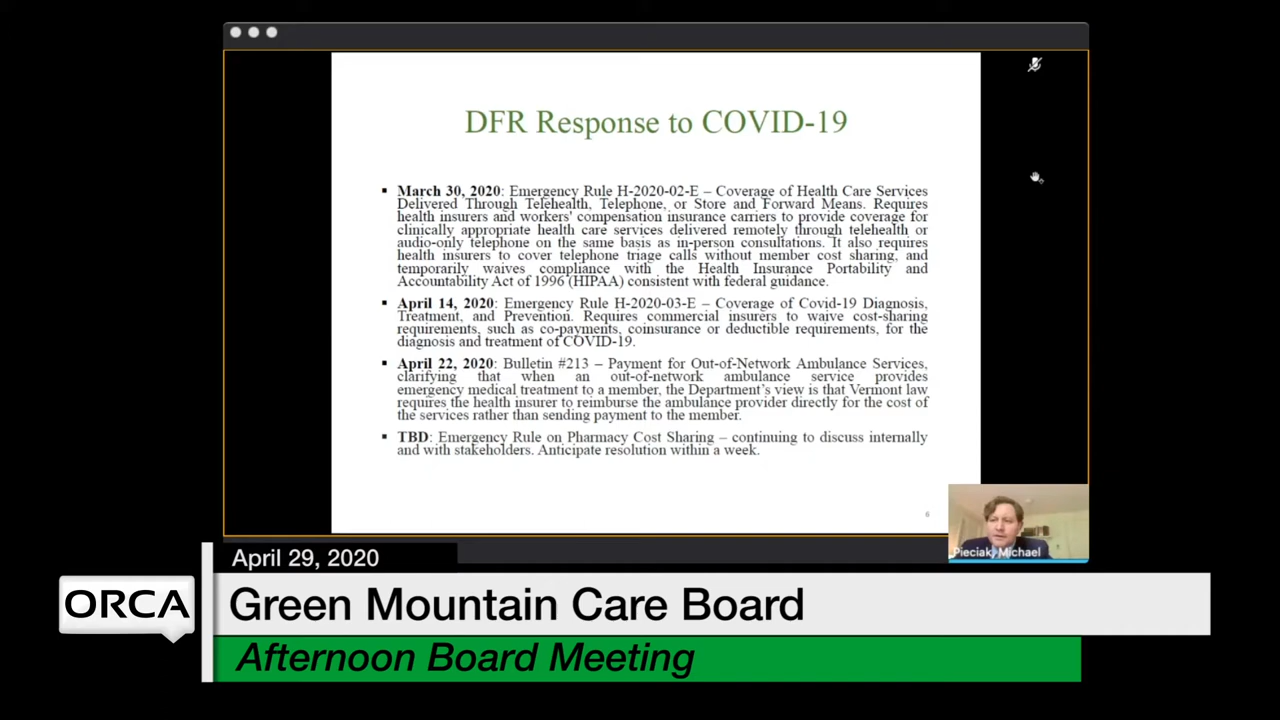 DFR Response to COVID-19
▪ March 30, 2020: Emergency Rule H-2020-02-E – Coverage of Health Care Services
Delivered Through Telehealth, Telephone, or Store and Forward Means. Requires
health insurers and workers' compensation insurance carriers to provide coverage for
clinically appropriate health care services delivered remotely through telehealth or
audio-only telephone on the same basis as in-person consultations. It also requires
health insurers to cover telephone triage calls without member cost sharing, and
temporarily waives compliance with the Health Insurance Portability and
Accountability Act of 1996 (HIPAA) consistent with federal guidance.
▪ April 14, 2020: Emergency Rule H-2020-03-E – Coverage of Covid-19 Diagnosis,
Treatment, and Prevention. Requires commercial insurers to waive cost-sharing
requirements, such as co-payments, coinsurance or deductible requirements, for the
diagnosis and treatment of COVID-19.
▪ April 22, 2020: Bulletin #213 – Payment for Out-of-Network Ambulance Services,
clarifying that when an out-of-network ambulance service provides
emergency medical treatment to a member, the Department's view is that Vermont law
requires the health insurer to reimburse the ambulance provider directly for the cost of
the services rather than sending payment to the member.
▪ TBD: Emergency Rule on Pharmacy Cost Sharing – continuing to discuss internally
and with stakeholders. Anticipate resolution within a week.
6
Pieciak, Michael
April 29, 2020
ORCA
Green Mountain Care Board
Afternoon Board Meeting